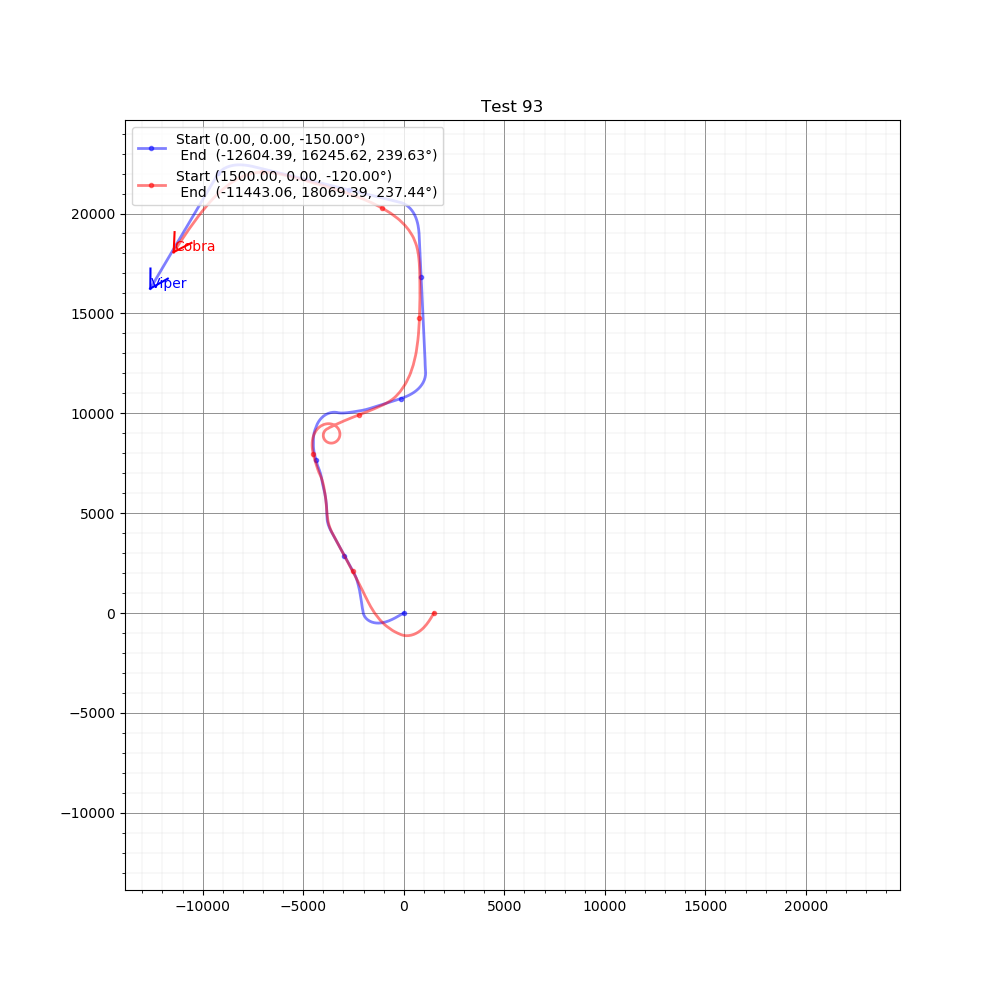 Test 93
Start (0.00, 0.00, -150.00°)
End  (-12604.39, 16245.62, 239.63°)
Start (1500.00, 0.00, -120.00°)
End  (-11443.06, 18069.39, 237.44°)
20000
Cobra
Viper
15000
10000
5000
0
−5000
−10000
−10000 −5000 0 5000 10000 15000 20000